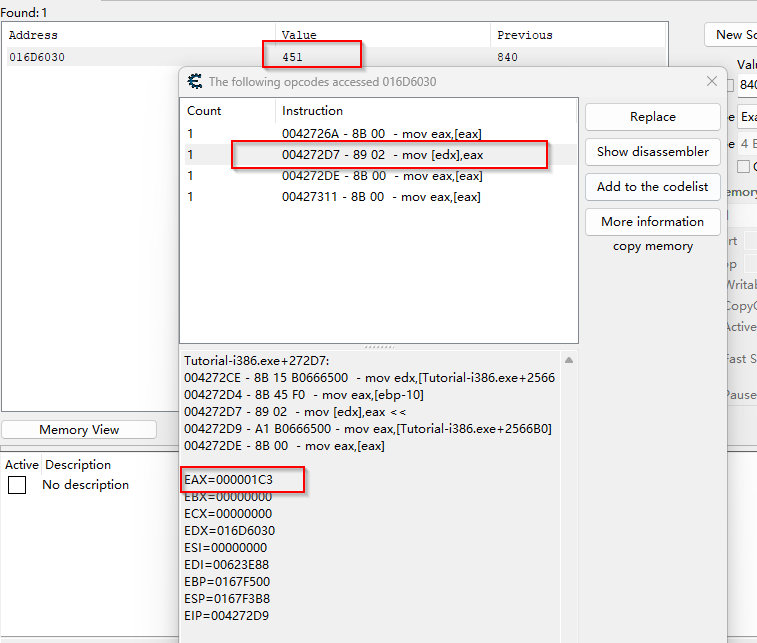 Found: 1
Address Value Previous
016D6030 451 840
New Sc
Valu
840
The following opcodes accessed 016D6030
Count Instruction
1 0042726A - 8B 00 - mov eax,[eax]
1 004272D7 - 89 02 - mov [edx],eax
1 004272DE - 8B 00 - mov eax,[eax]
1 00427311 - 8B 00 - mov eax,[eax]
Replace
Show disassembler
Add to the codelist
More information
copy memory
e Exa
e 4 B
emory
rt
op
Writab
CopyO
Active
Fast S
Pause
Tutorial-i386.exe+272D7:
004272CE - 8B 15 B0666500 - mov edx,[Tutorial-i386.exe+2566
004272D4 - 8B 45 F0 - mov eax,[ebp-10]
004272D7 - 89 02 - mov [edx],eax <<
004272D9 - A1 B0666500 - mov eax,[Tutorial-i386.exe+2566B0]
004272DE - 8B 00 - mov eax,[eax]
EAX=000001C3
EBX=00000000
ECX=00000000
EDX=016D6030
ESI=00000000
EDI=00623E88
EBP=0167F500
ESP=0167F3B8
EIP=004272D9
Memory View
Active Description
No description